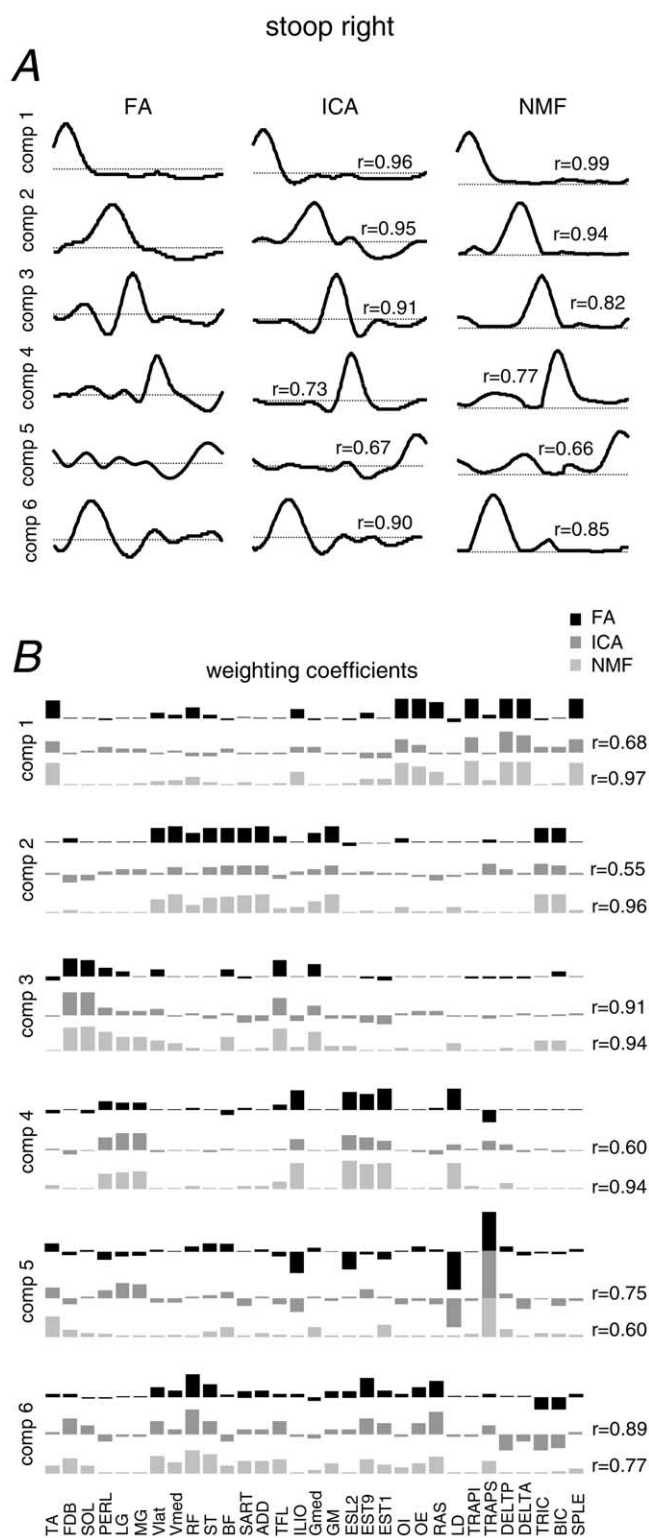 stoop right
A
FA ICA NMF
comp 1
r=0.96 r=0.99
comp 2
r=0.95 r=0.94
comp 3
r=0.91 r=0.82
comp 4
r=0.73 r=0.77
comp 5
r=0.67 r=0.66
comp 6
r=0.90 r=0.85
B
weighting coefficients
FA
ICA
NMF
comp 1
r=0.68
r=0.97
comp 2
r=0.55
r=0.96
comp 3
r=0.91
r=0.94
comp 4
r=0.60
r=0.94
comp 5
r=0.75
r=0.60
comp 6
r=0.89
r=0.77
TA FDB SOL PERL LG MG Vlat Vmed RF ST BF SART ADD TFL ILIO Gmed GM ESL2 EST9 EST1 OI OE RAS LD TRAPI TRAPS DELTP DELTA TRIC BIC SPLE